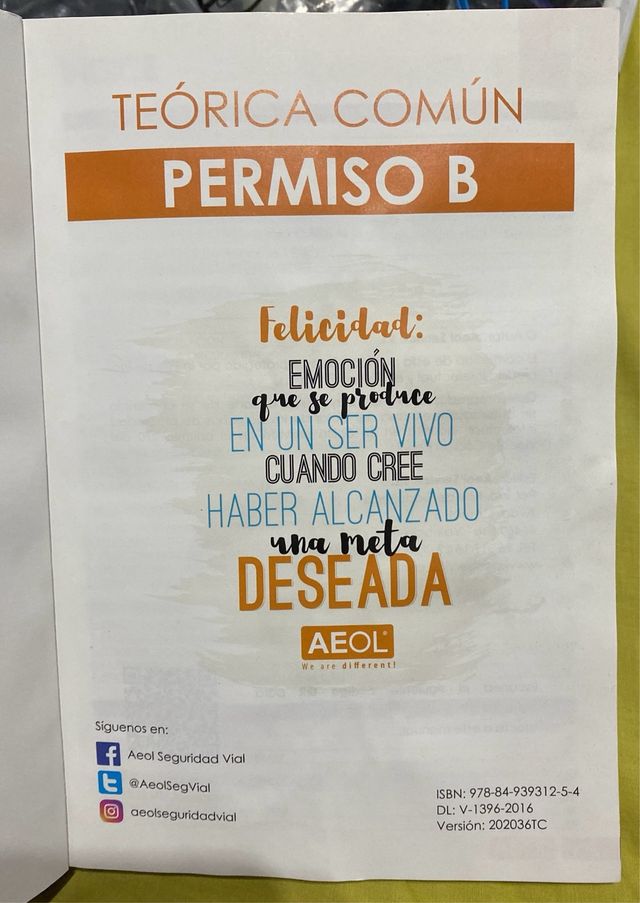 TEÓRICA COMÚN
PERMISO B
Felicidad:
EMOCIÓN
que se produce
EN UN SER VIVO
CUANDO CREE
HABER ALCANZADO
una meta
DESEADA
AEOL®
We are different!
Síguenos en:
Aeol Seguridad Vial
@AeolSegVial
aeolseguridadvial
ISBN: 978-84-939312-5-4
DL: V-1396-2016
Versión: 202036TC